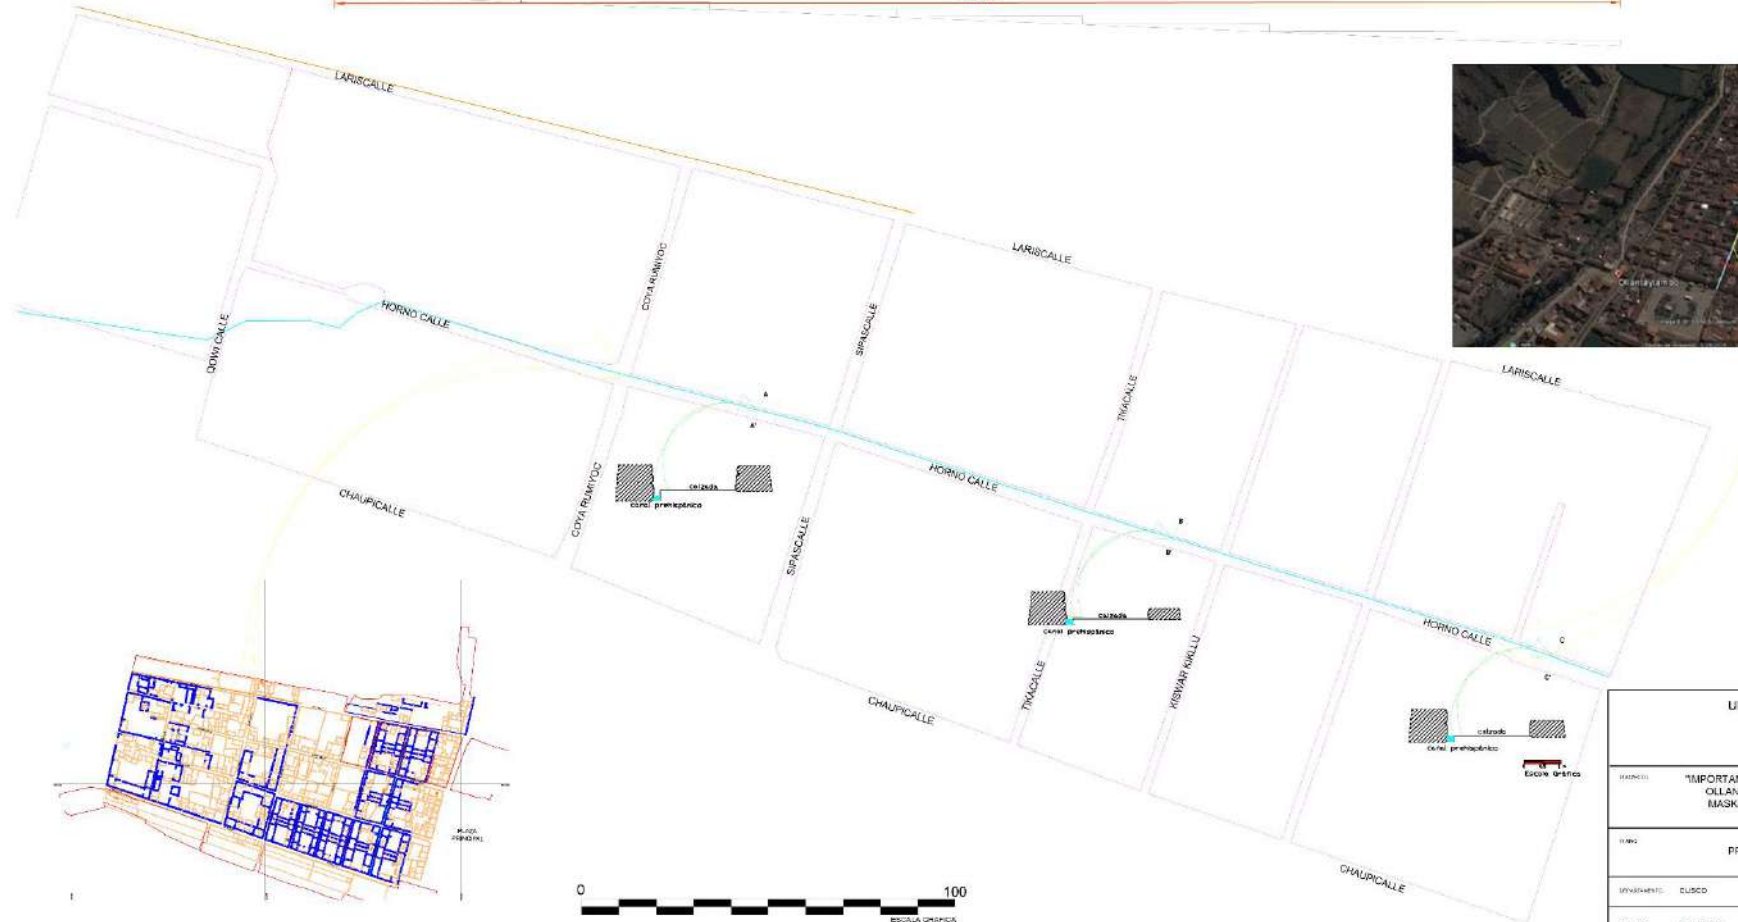 LARISCALLE
LARISCALLE
LARISCALLE
COYA RUMIYOC
SIPASCALLE
TIKACALLE
QOWI CALLE
HORNO CALLE
Ollantaytambo
A
A'
calzada
canal prehispánico
COYA RUMIYOC
CHAUPICALLE
SIPASCALLE
HORNO CALLE
B
B'
calzada
canal prehispánico
TIKACALLE
KISWAR KIKLLU
CHAUPICALLE
HORNO CALLE
C
C'
calzada
Canal prehispánico
Escala Gráfica
CHAUPICALLE
PLAZA
PRINCIPAL
0
100
ESCALA GRAFICA
"IMPORTAN
OLLAN
MASK
CUSCO